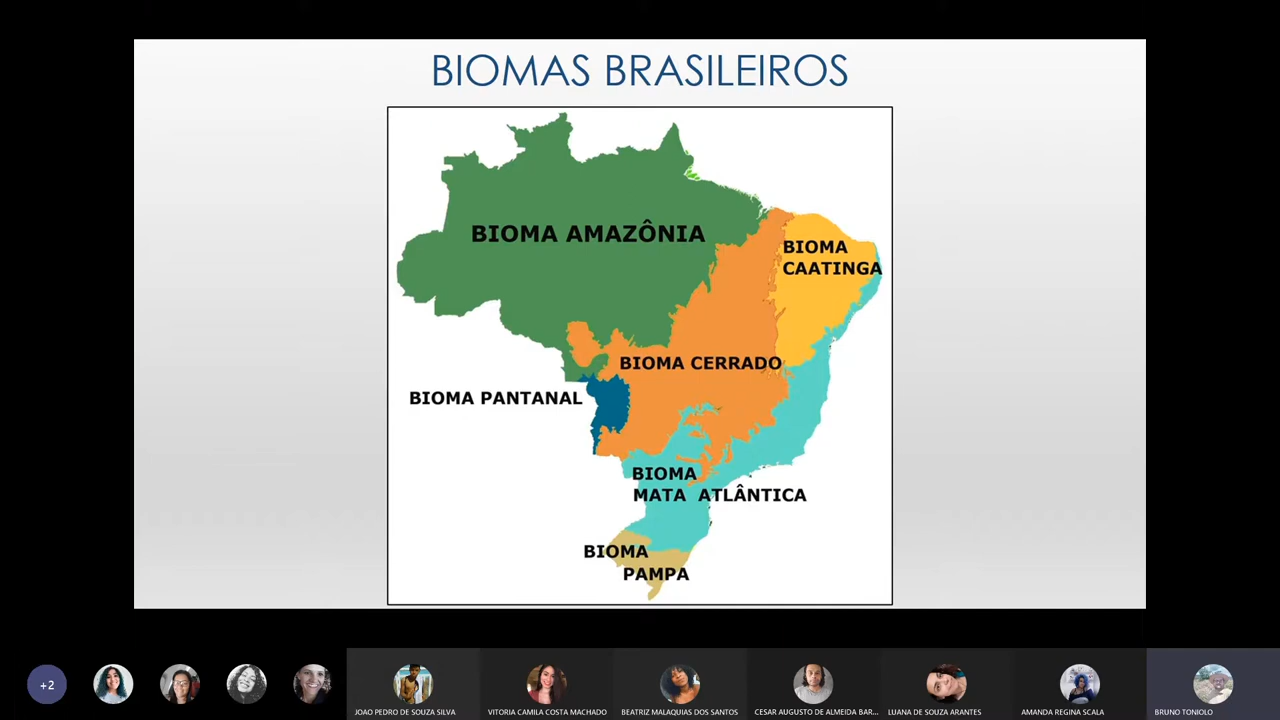 BIOMAS BRASILEIROS
BIOMA AMAZÔNIA
BIOMA
CAATINGA
BIOMA CERRADO
BIOMA PANTANAL
BIOMA
MATA ATLÂNTICA
BIOMA
PAMPA
+2
JOAO PEDRO DE SOUZA SILVA
VITORIA CAMILA COSTA MACHADO
BEATRIZ MALAQUIAS DOS SANTOS
CESAR AUGUSTO DE ALMEIDA BAR...
LUANA DE SOUZA ARANTES
AMANDA REGINA SCALA
BRUNO TONIOLO